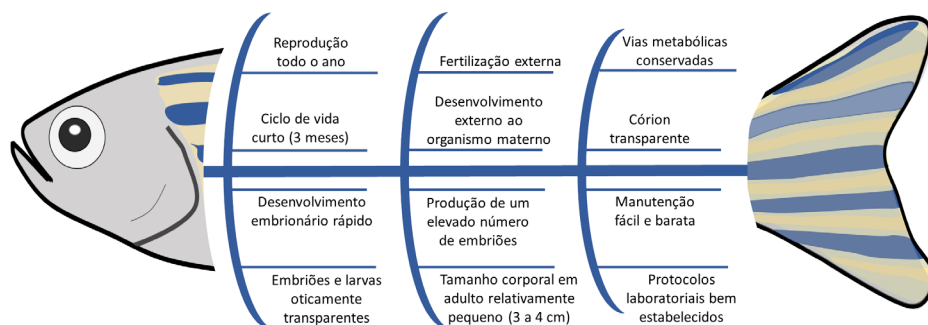 Reprodução
todo o ano
Ciclo de vida
curto (3 meses)
Desenvolvimento
embrionário rápido
Embriões e larvas
oticamente
transparentes
Fertilização externa
Desenvolvimento
externo ao
organismo materno
Produção de um
elevado número
de embriões
Tamanho corporal em
adulto relativamente
pequeno (3 a 4 cm)
Vias metabólicas
conservadas
Córion
transparente
Manutenção
fácil e barata
Protocolos
laboratoriais bem
estabelecidos